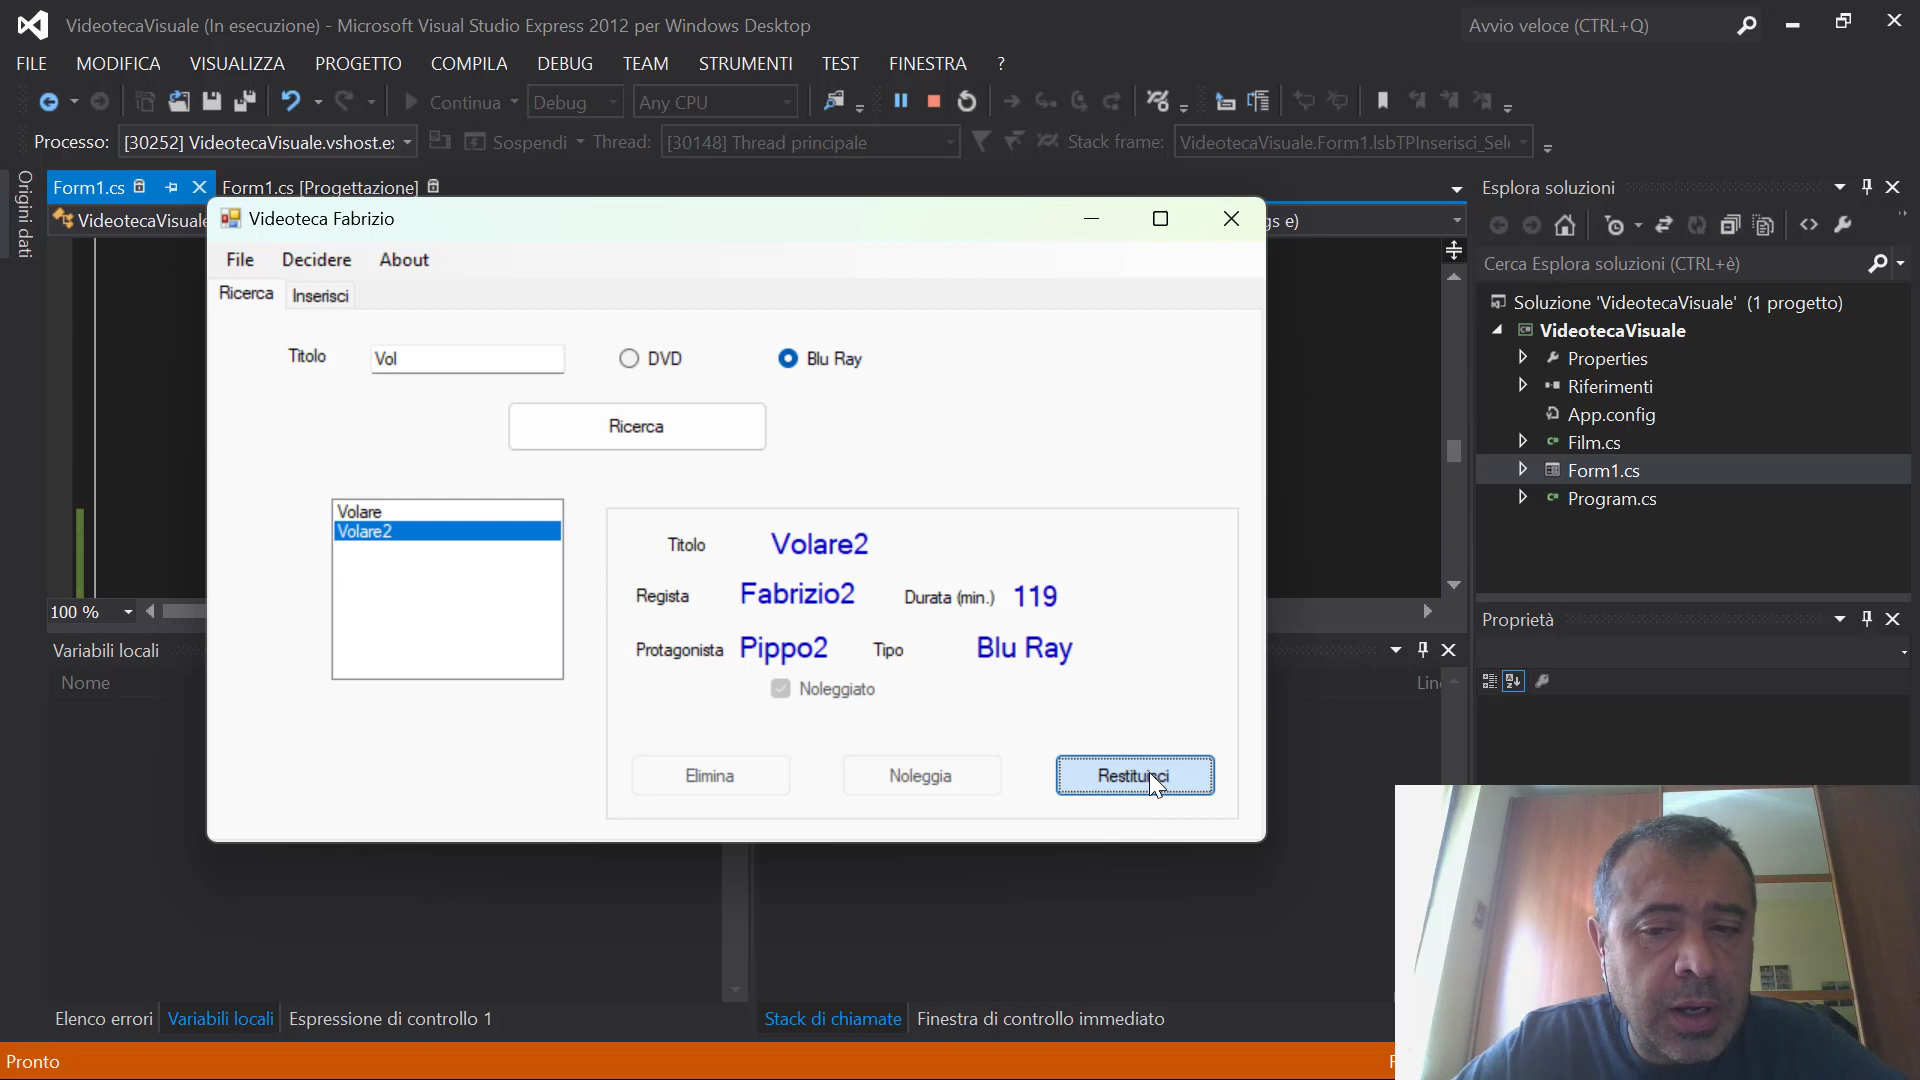 VideotecaVisuale (In esecuzione) - Microsoft Visual Studio Express 2012 per Windows Desktop
Avvio veloce (CTRL+Q)
FILE MODIFICA VISUALIZZA PROGETTO COMPILA DEBUG TEAM STRUMENTI TEST FINESTRA ?
Continua Debug Any CPU
Processo: [30252] VideotecaVisuale.vshost.e Sospendi Thread: [30148] Thread principale Stack frame: VideotecaVisuale.Form1.lsbTPInserisci_Sel
Origini dati
Form1.cs Form1.cs [Progettazione]
VideotecaVisuale
gs e)
Videoteca Fabrizio
File Decidere About
Ricerca Inserisci
Titolo Vol DVD Blu Ray
Ricerca
Volare
Volare2
Titolo Volare2
Regista Fabrizio2 Durata (min.) 119
Protagonista Pippo2 Tipo Blu Ray
Noleggiato
Elimina Noleggia Restituisci
100 %
Variabili locali
Nome
Lin
Esplora soluzioni
Cerca Esplora soluzioni (CTRL+è)
Soluzione 'VideotecaVisuale' (1 progetto)
VideotecaVisuale
Properties
Riferimenti
App.config
Film.cs
Form1.cs
Program.cs
Proprietà
Elenco errori Variabili locali Espressione di controllo 1
Stack di chiamate Finestra di controllo immediato
Pronto